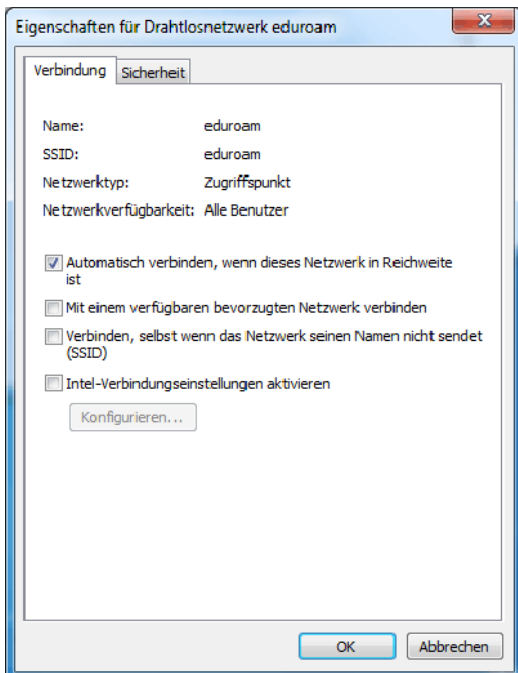 Eigenschaften für Drahtlosnetzwerk eduroam
Verbindung Sicherheit
Name: eduroam
SSID: eduroam
Netzwerktyp: Zugriffspunkt
Netzwerkverfügbarkeit: Alle Benutzer
Automatisch verbinden, wenn dieses Netzwerk in Reichweite
ist
Mit einem verfügbaren bevorzugten Netzwerk verbinden
Verbinden, selbst wenn das Netzwerk seinen Namen nicht sendet
(SSID)
Intel-Verbindungseinstellungen aktivieren
Konfigurieren...
OK Abbrechen